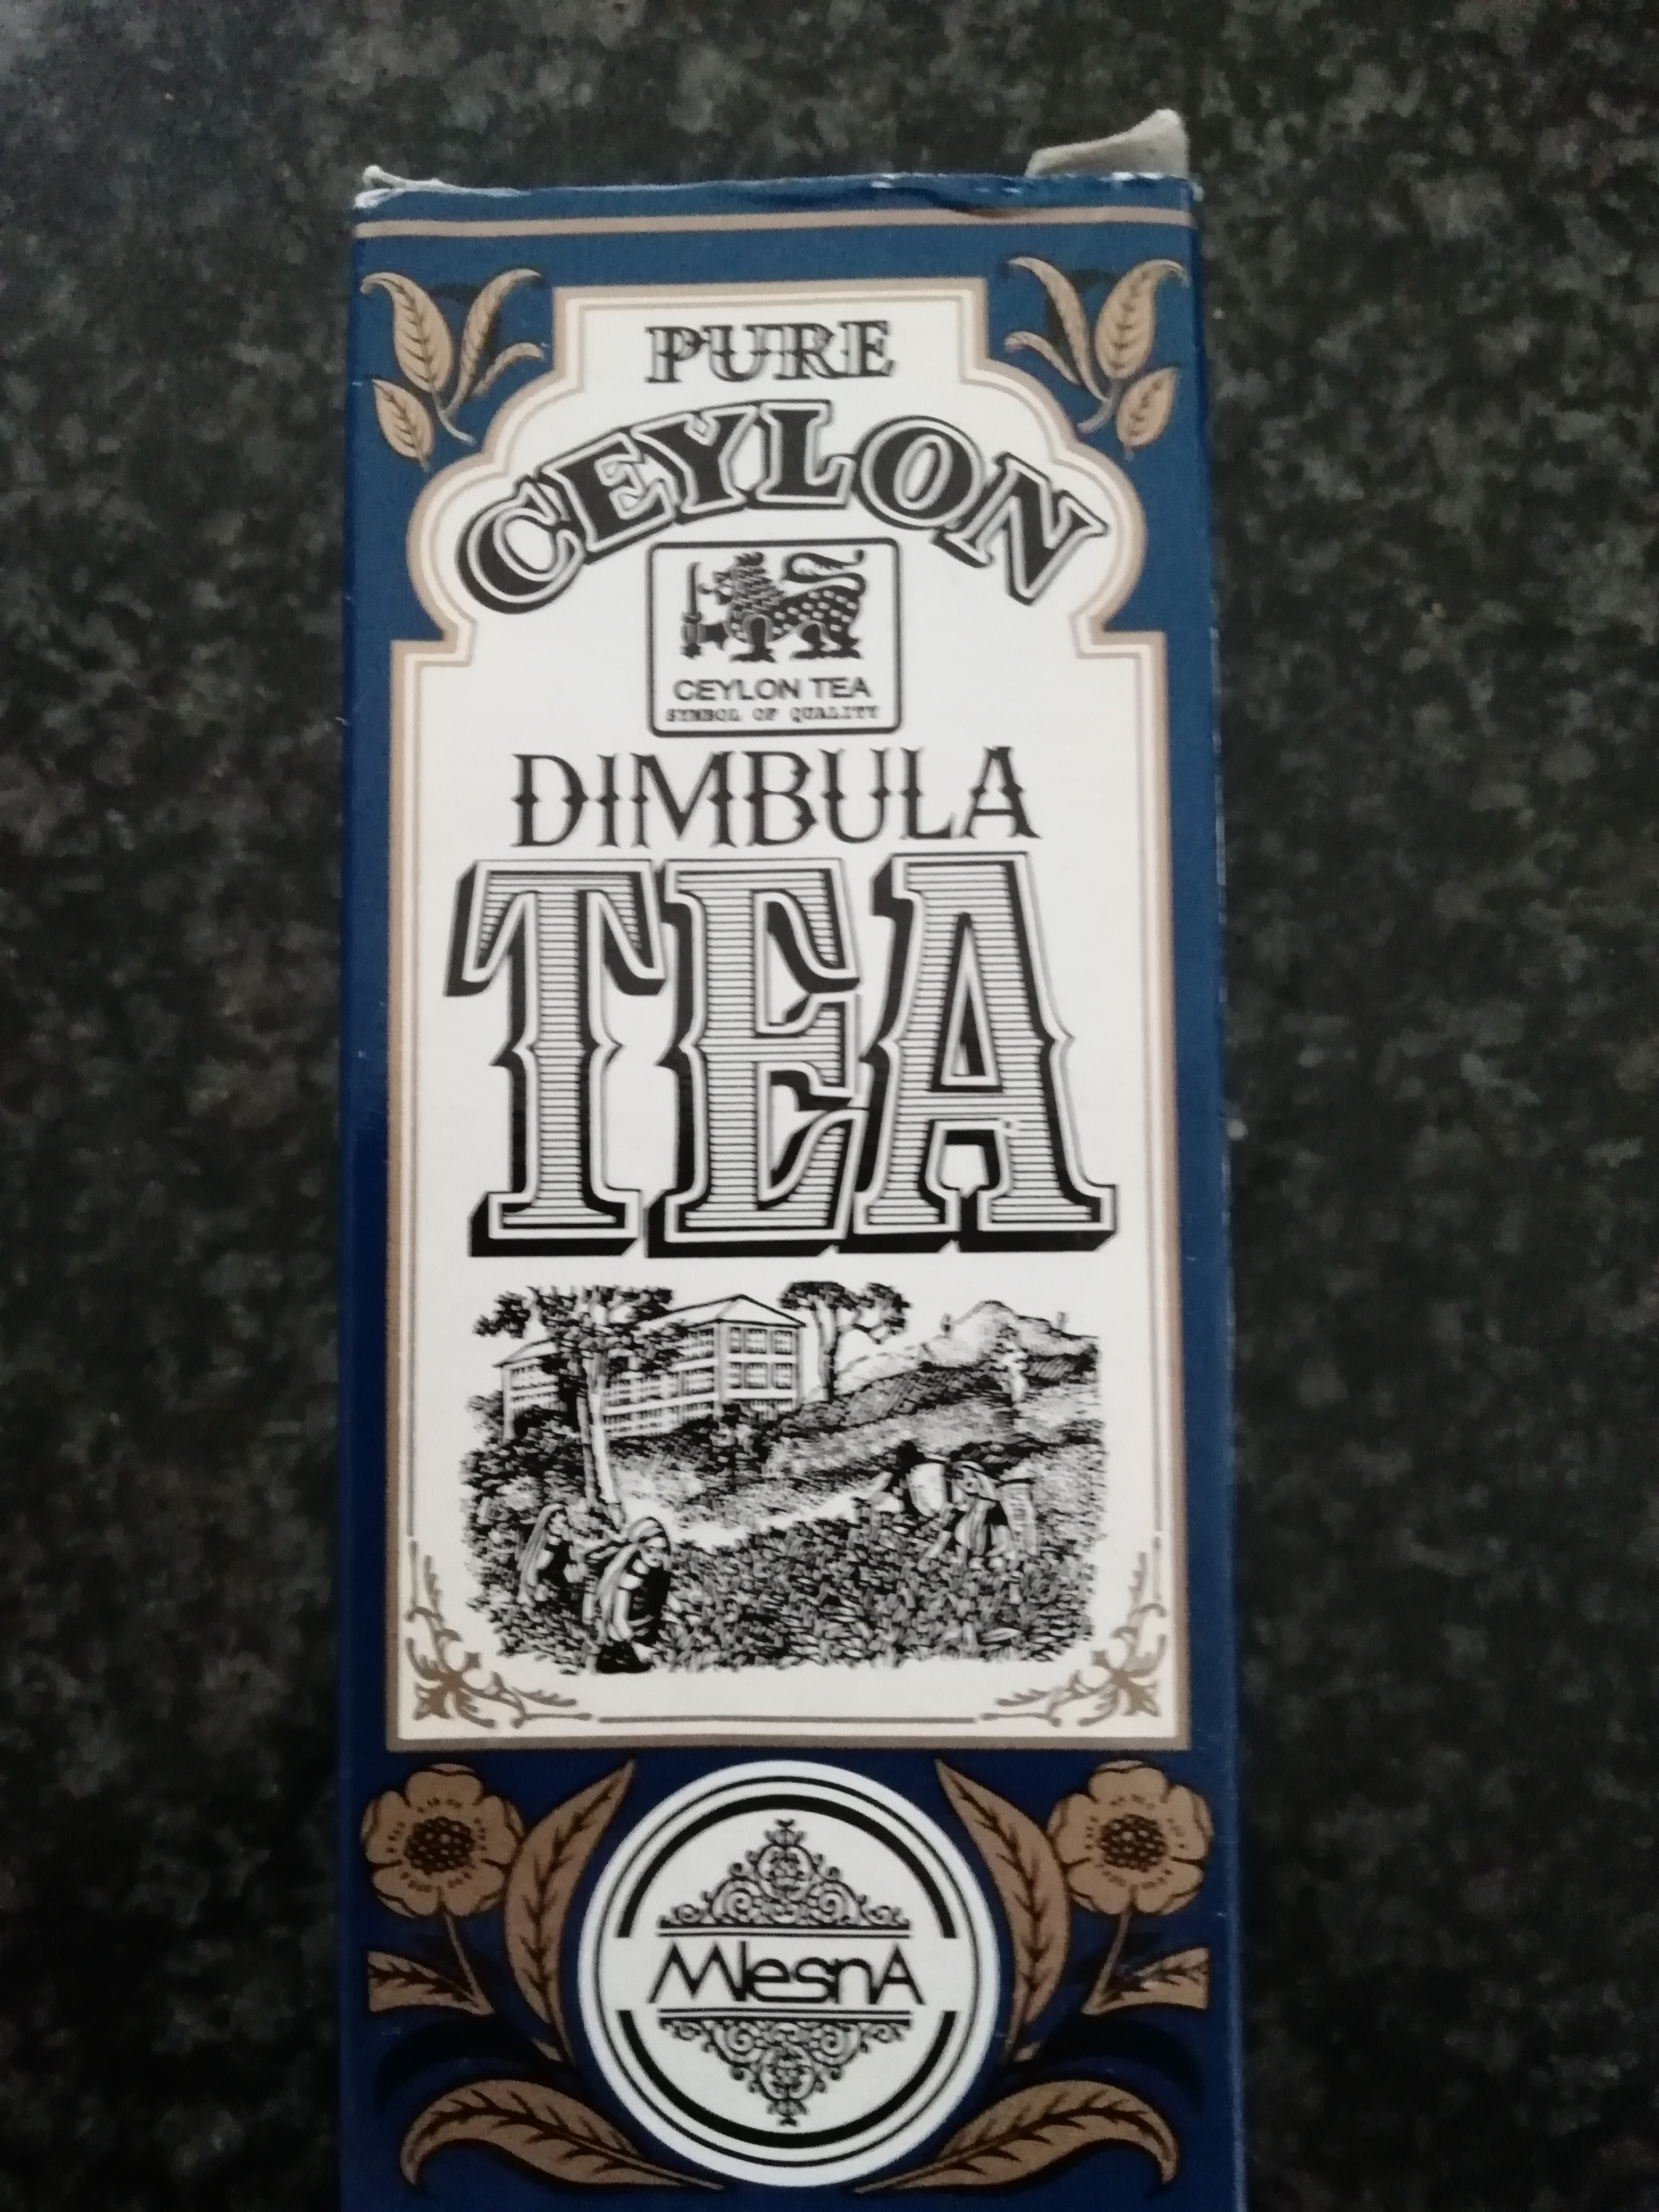 PURE
CEYLON
CEYLON TEA
SYMBOL OF QUALITY
DIMBULA
TEA
MlesnA